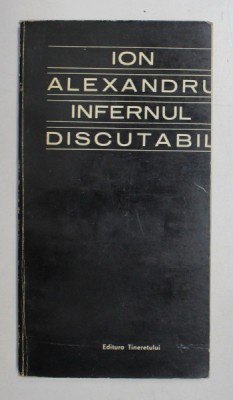 ION
ALEXANDRU
INFERNUL
DISCUTABIL
Editura Tineretului